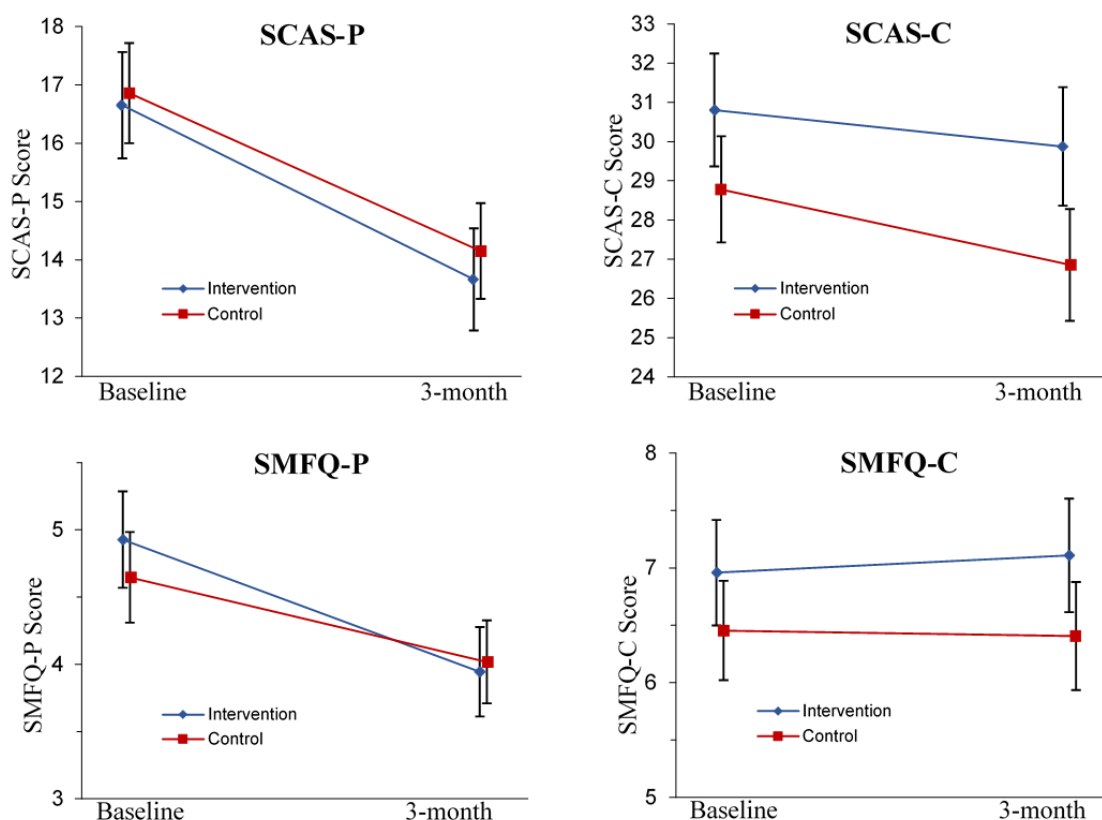 SCAS-P
SCAS-P Score
18
17
16
15
14
13
12
Intervention
Control
Baseline
3-month
SCAS-C
SCAS-C Score
33
32
31
30
29
28
27
26
25
24
Intervention
Control
Baseline
3-month
SMFQ-P
SMFQ-P Score
5
4
3
Intervention
Control
Baseline
3-month
SMFQ-C
SMFQ-C Score
8
7
6
5
Intervention
Control
Baseline
3-month